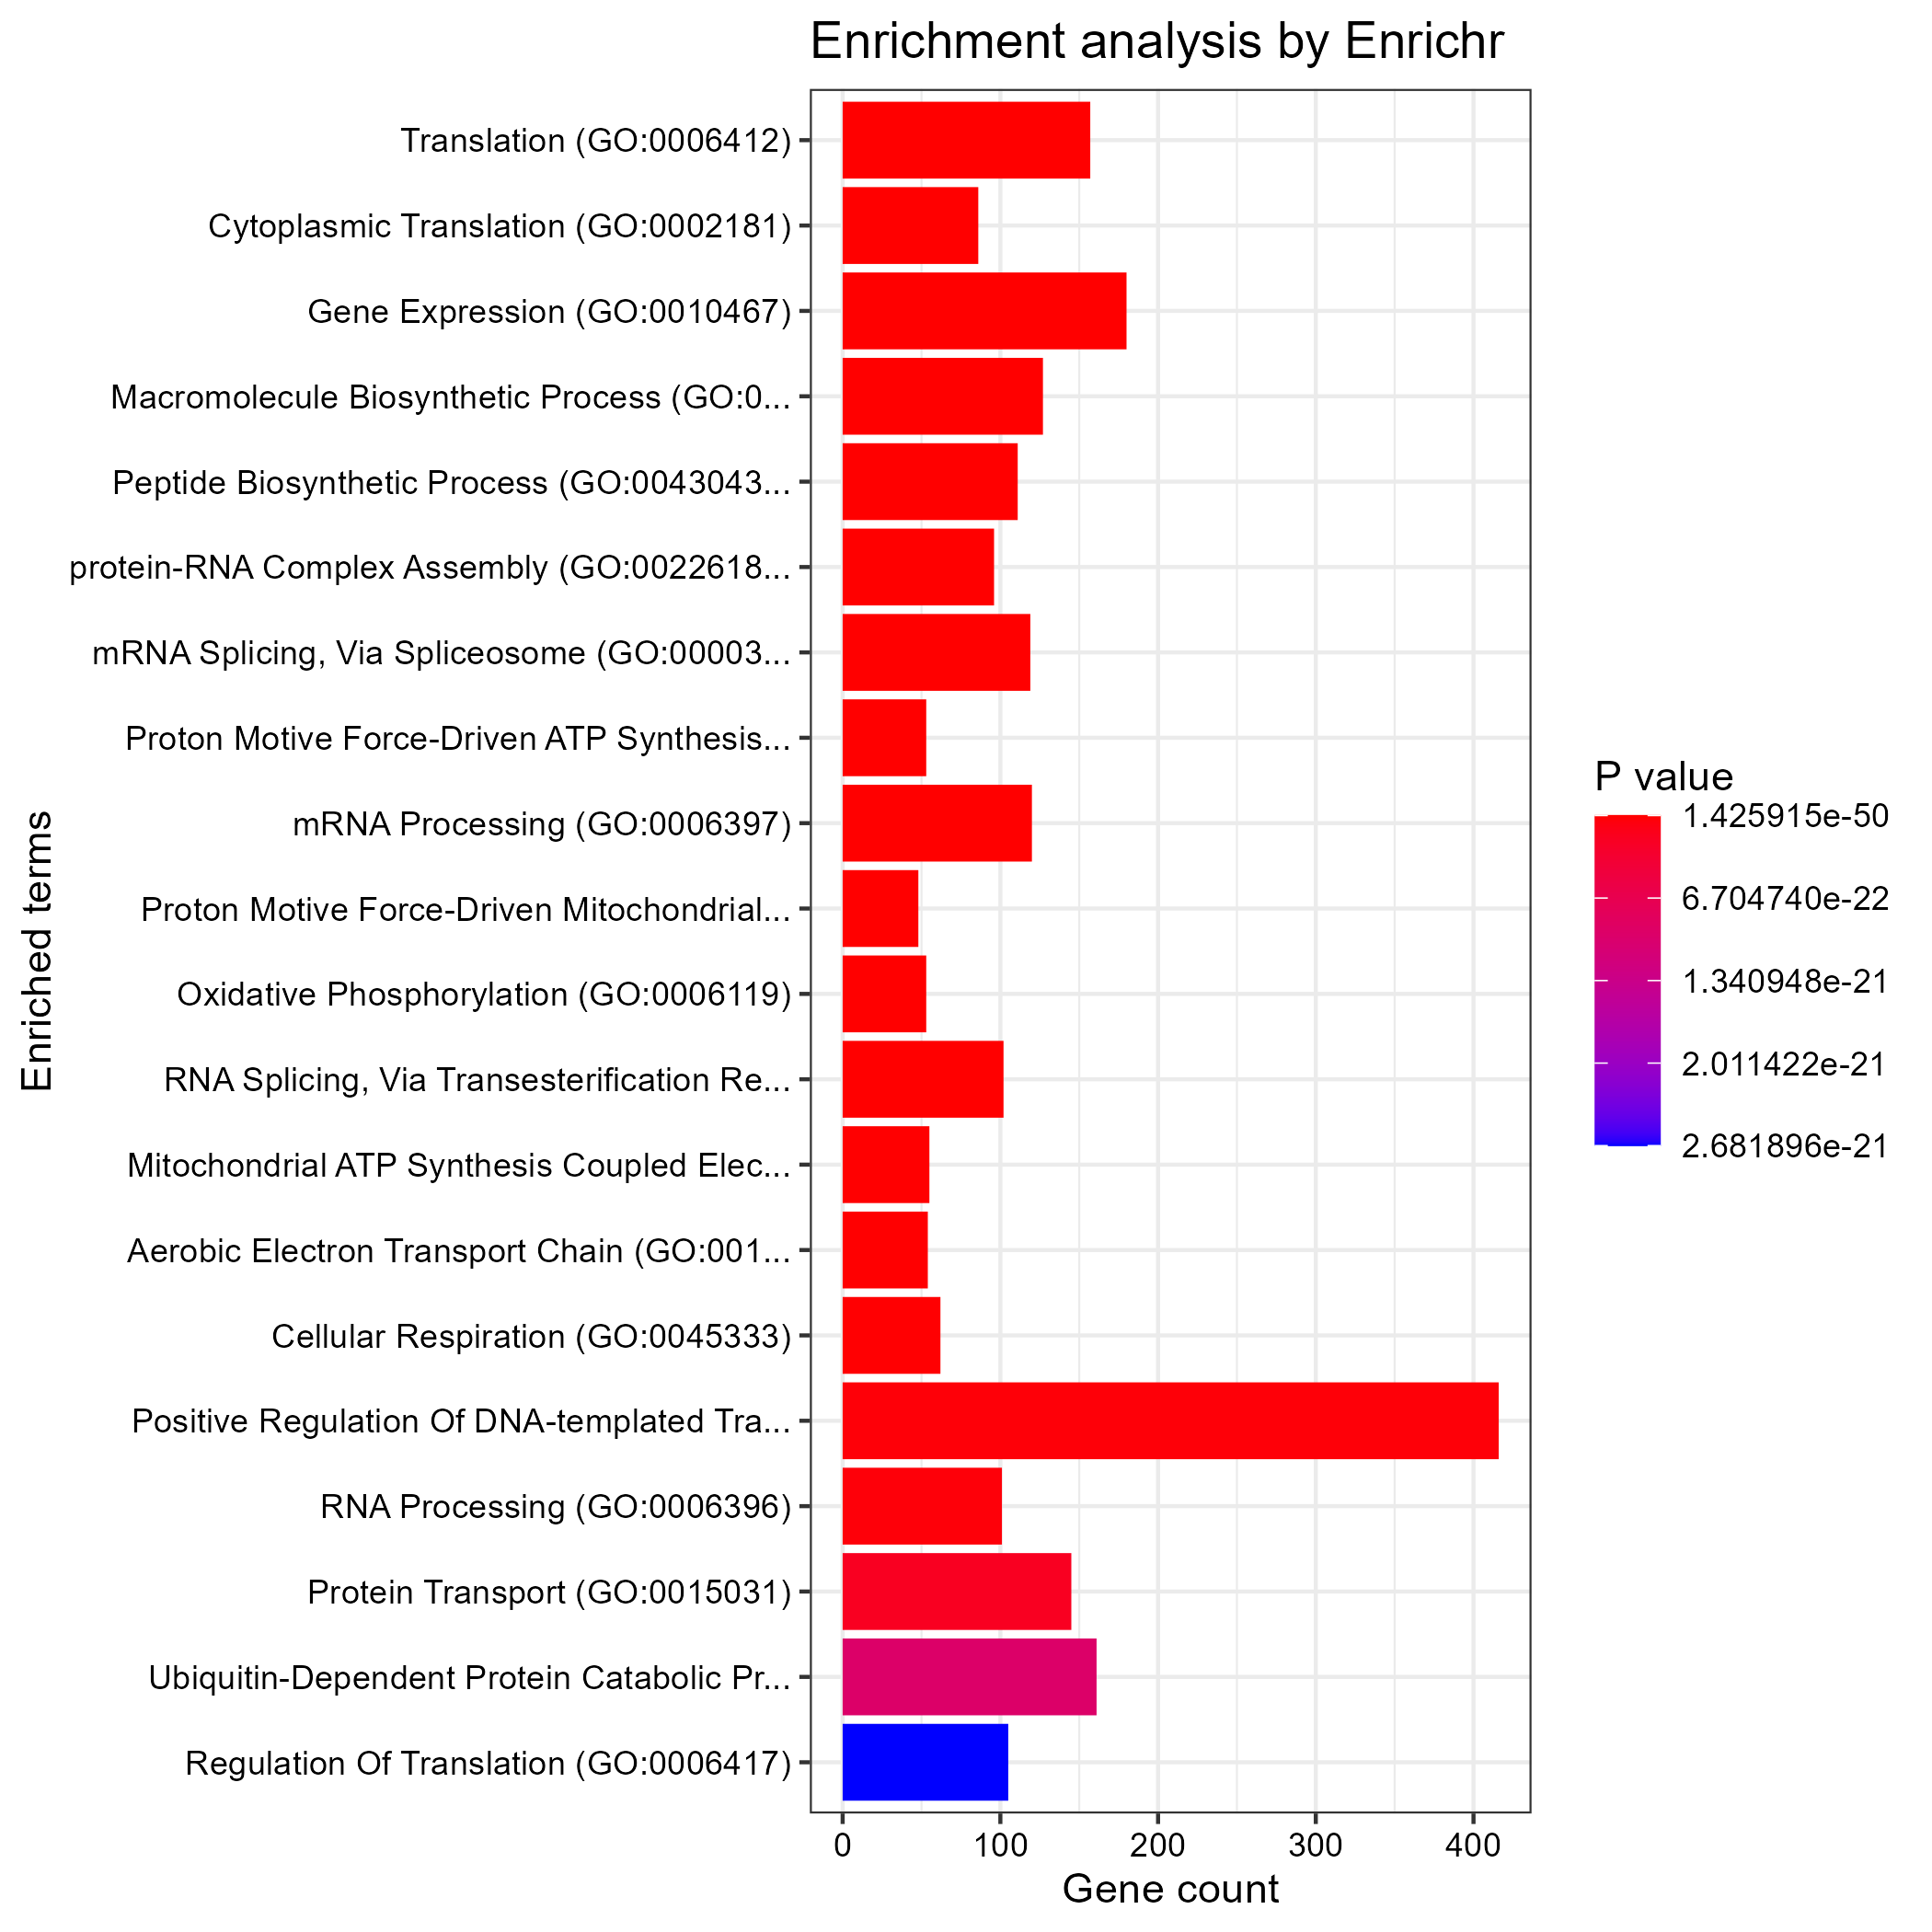 Enrichment analysis by Enrichr
Translation (GO:0006412)
Cytoplasmic Translation (GO:0002181)
Gene Expression (GO:0010467)
Macromolecule Biosynthetic Process (GO:0...
Peptide Biosynthetic Process (GO:0043043...
protein-RNA Complex Assembly (GO:0022618...
mRNA Splicing, Via Spliceosome (GO:00003...
Proton Motive Force-Driven ATP Synthesis...
mRNA Processing (GO:0006397)
Proton Motive Force-Driven Mitochondrial...
Oxidative Phosphorylation (GO:0006119)
RNA Splicing, Via Transesterification Re...
Mitochondrial ATP Synthesis Coupled Elec...
Aerobic Electron Transport Chain (GO:001...
Cellular Respiration (GO:0045333)
Positive Regulation Of DNA-templated Tra...
RNA Processing (GO:0006396)
Protein Transport (GO:0015031)
Ubiquitin-Dependent Protein Catabolic Pr...
Regulation Of Translation (GO:0006417)
Enriched terms
0 100 200 300 400
Gene count
P value
1.425915e-50
6.704740e-22
1.340948e-21
2.011422e-21
2.681896e-21